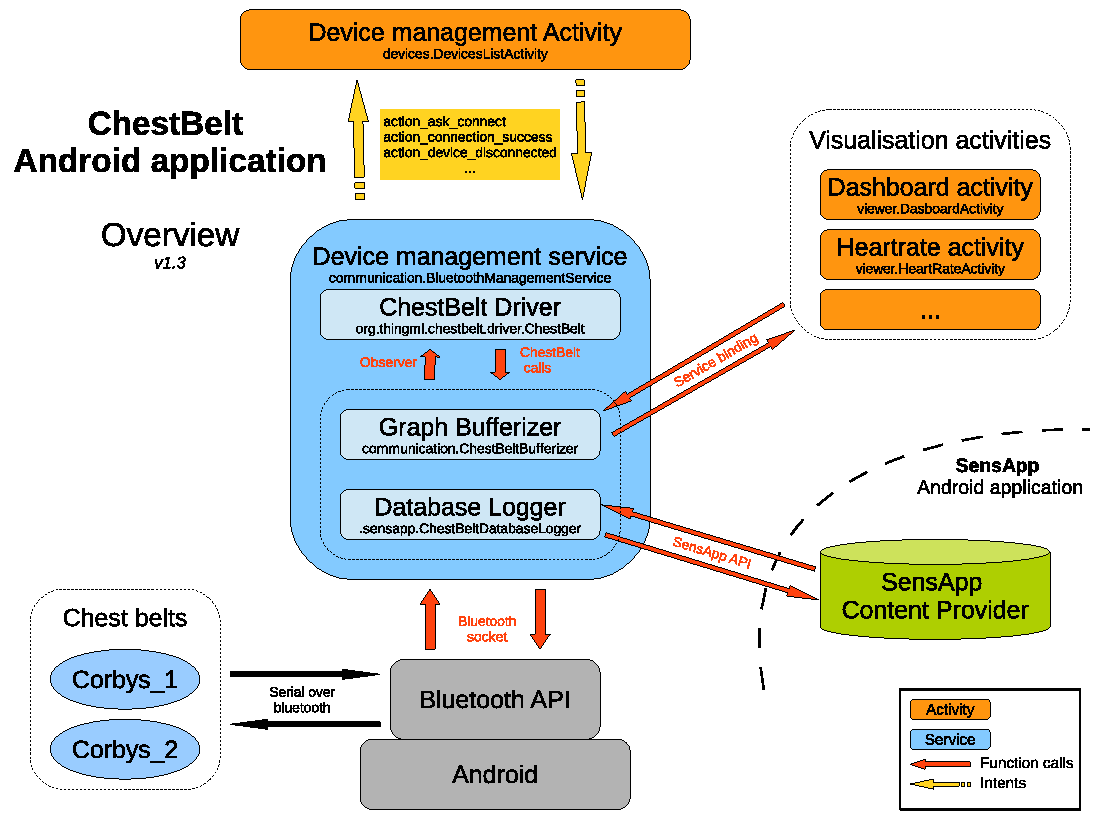 Device management Activity
devices.DevicesListActivity
ChestBelt
Android application
action_ask_connect
action_connection_success
action_device_disconnected
...
Overview
v1.3
Visualisation activities
Dashboard activity
viewer.DasboardActivity
Heartrate activity
viewer.HeartRateActivity
...
Device management service
communication.BluetoothManagementService
ChestBelt Driver
org.thingml.chestbelt.driver.ChestBelt
Observer
ChestBelt
calls
Service binding
Graph Bufferizer
communication.ChestBeltBufferizer
Database Logger
.sensapp.ChestBeltDatabaseLogger
SensApp API
SensApp
Android application
SensApp
Content Provider
Bluetooth
socket
Chest belts
Corbys_1
Corbys_2
Serial over
bluetooth
Bluetooth API
Android
Activity
Service
Function calls
Intents